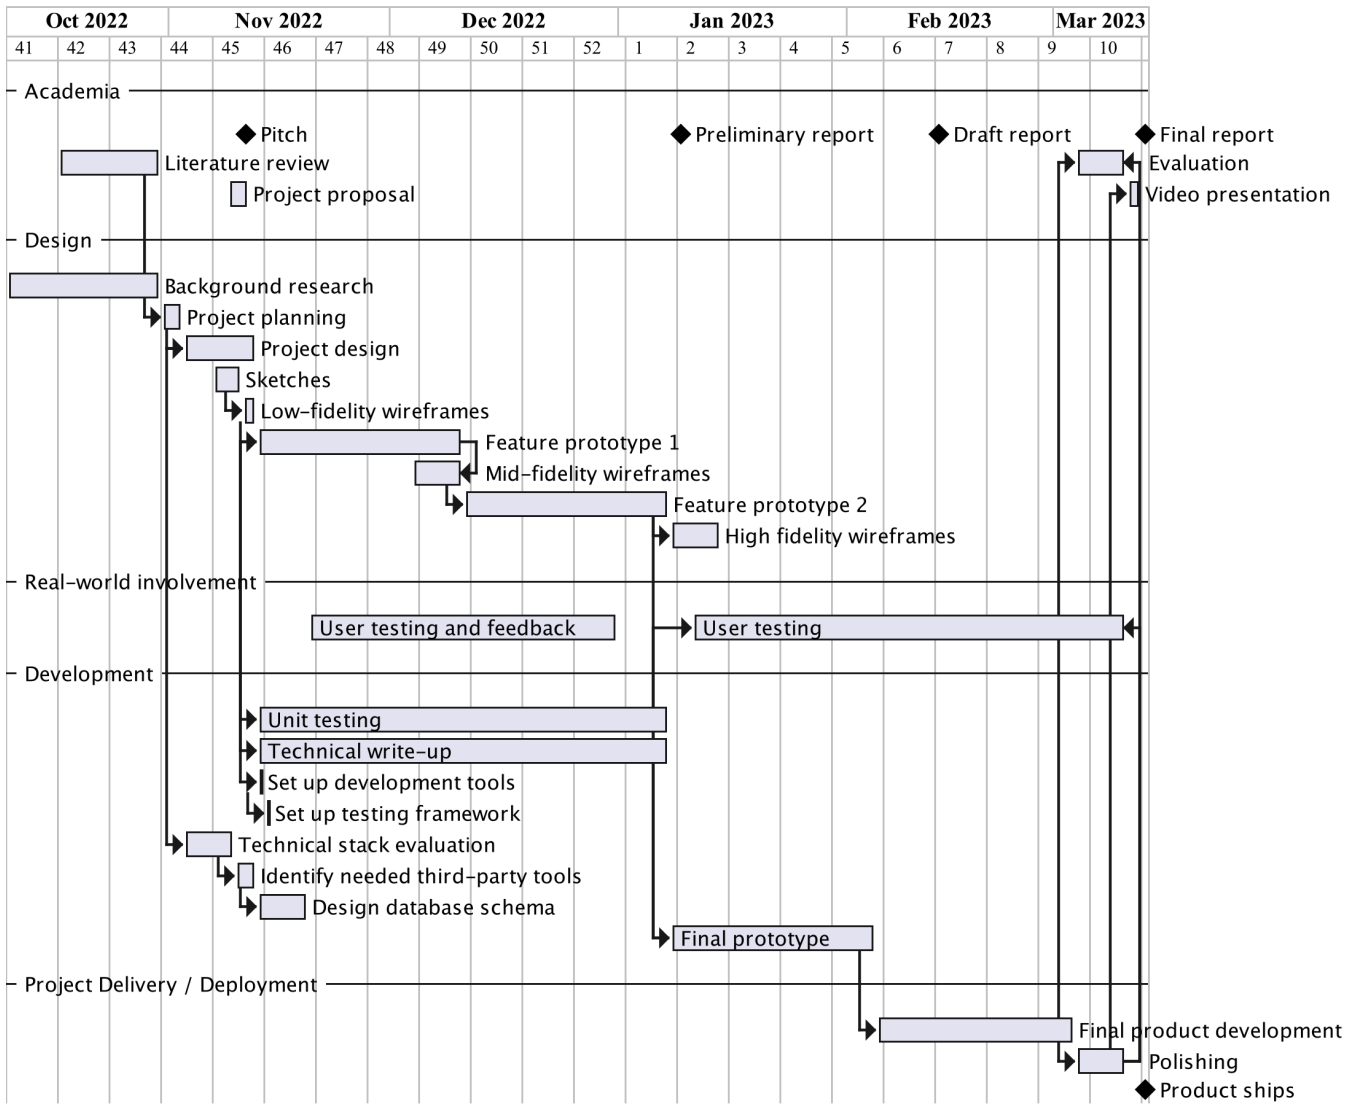 Oct 2022 Nov 2022 Dec 2022 Jan 2023 Feb 2023 Mar 2023
41 42 43 44 45 46 47 48 49 50 51 52 1 2 3 4 5 6 7 8 9 10
Academia
Pitch Preliminary report Draft report Final report
Literature review Evaluation
Project proposal Video presentation
Design
Background research
Project planning
Project design
Sketches
Low-fidelity wireframes
Feature prototype 1
Mid-fidelity wireframes
Feature prototype 2
High fidelity wireframes
Real-world involvement
User testing and feedback User testing
Development
Unit testing
Technical write-up
Set up development tools
Set up testing framework
Technical stack evaluation
Identify needed third-party tools
Design database schema
Final prototype
Project Delivery / Deployment
Final product development
Polishing
Product ships